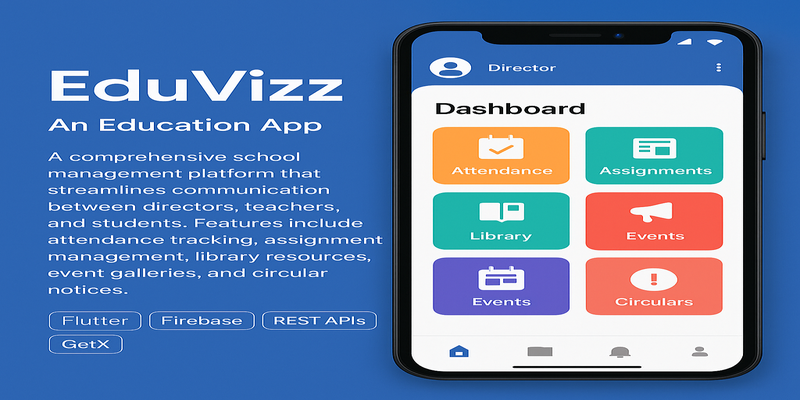 EduVizz
An Education App
A comprehensive school
management platform that
streamlines communication
between directors, teachers,
and students. Features include
attendance tracking, assignment
management, library resources,
event galleries, and circular
notices.
Flutter Firebase REST APIs
GetX
Director
Dashboard
Attendance Assignments
Library Events
Events Circulars